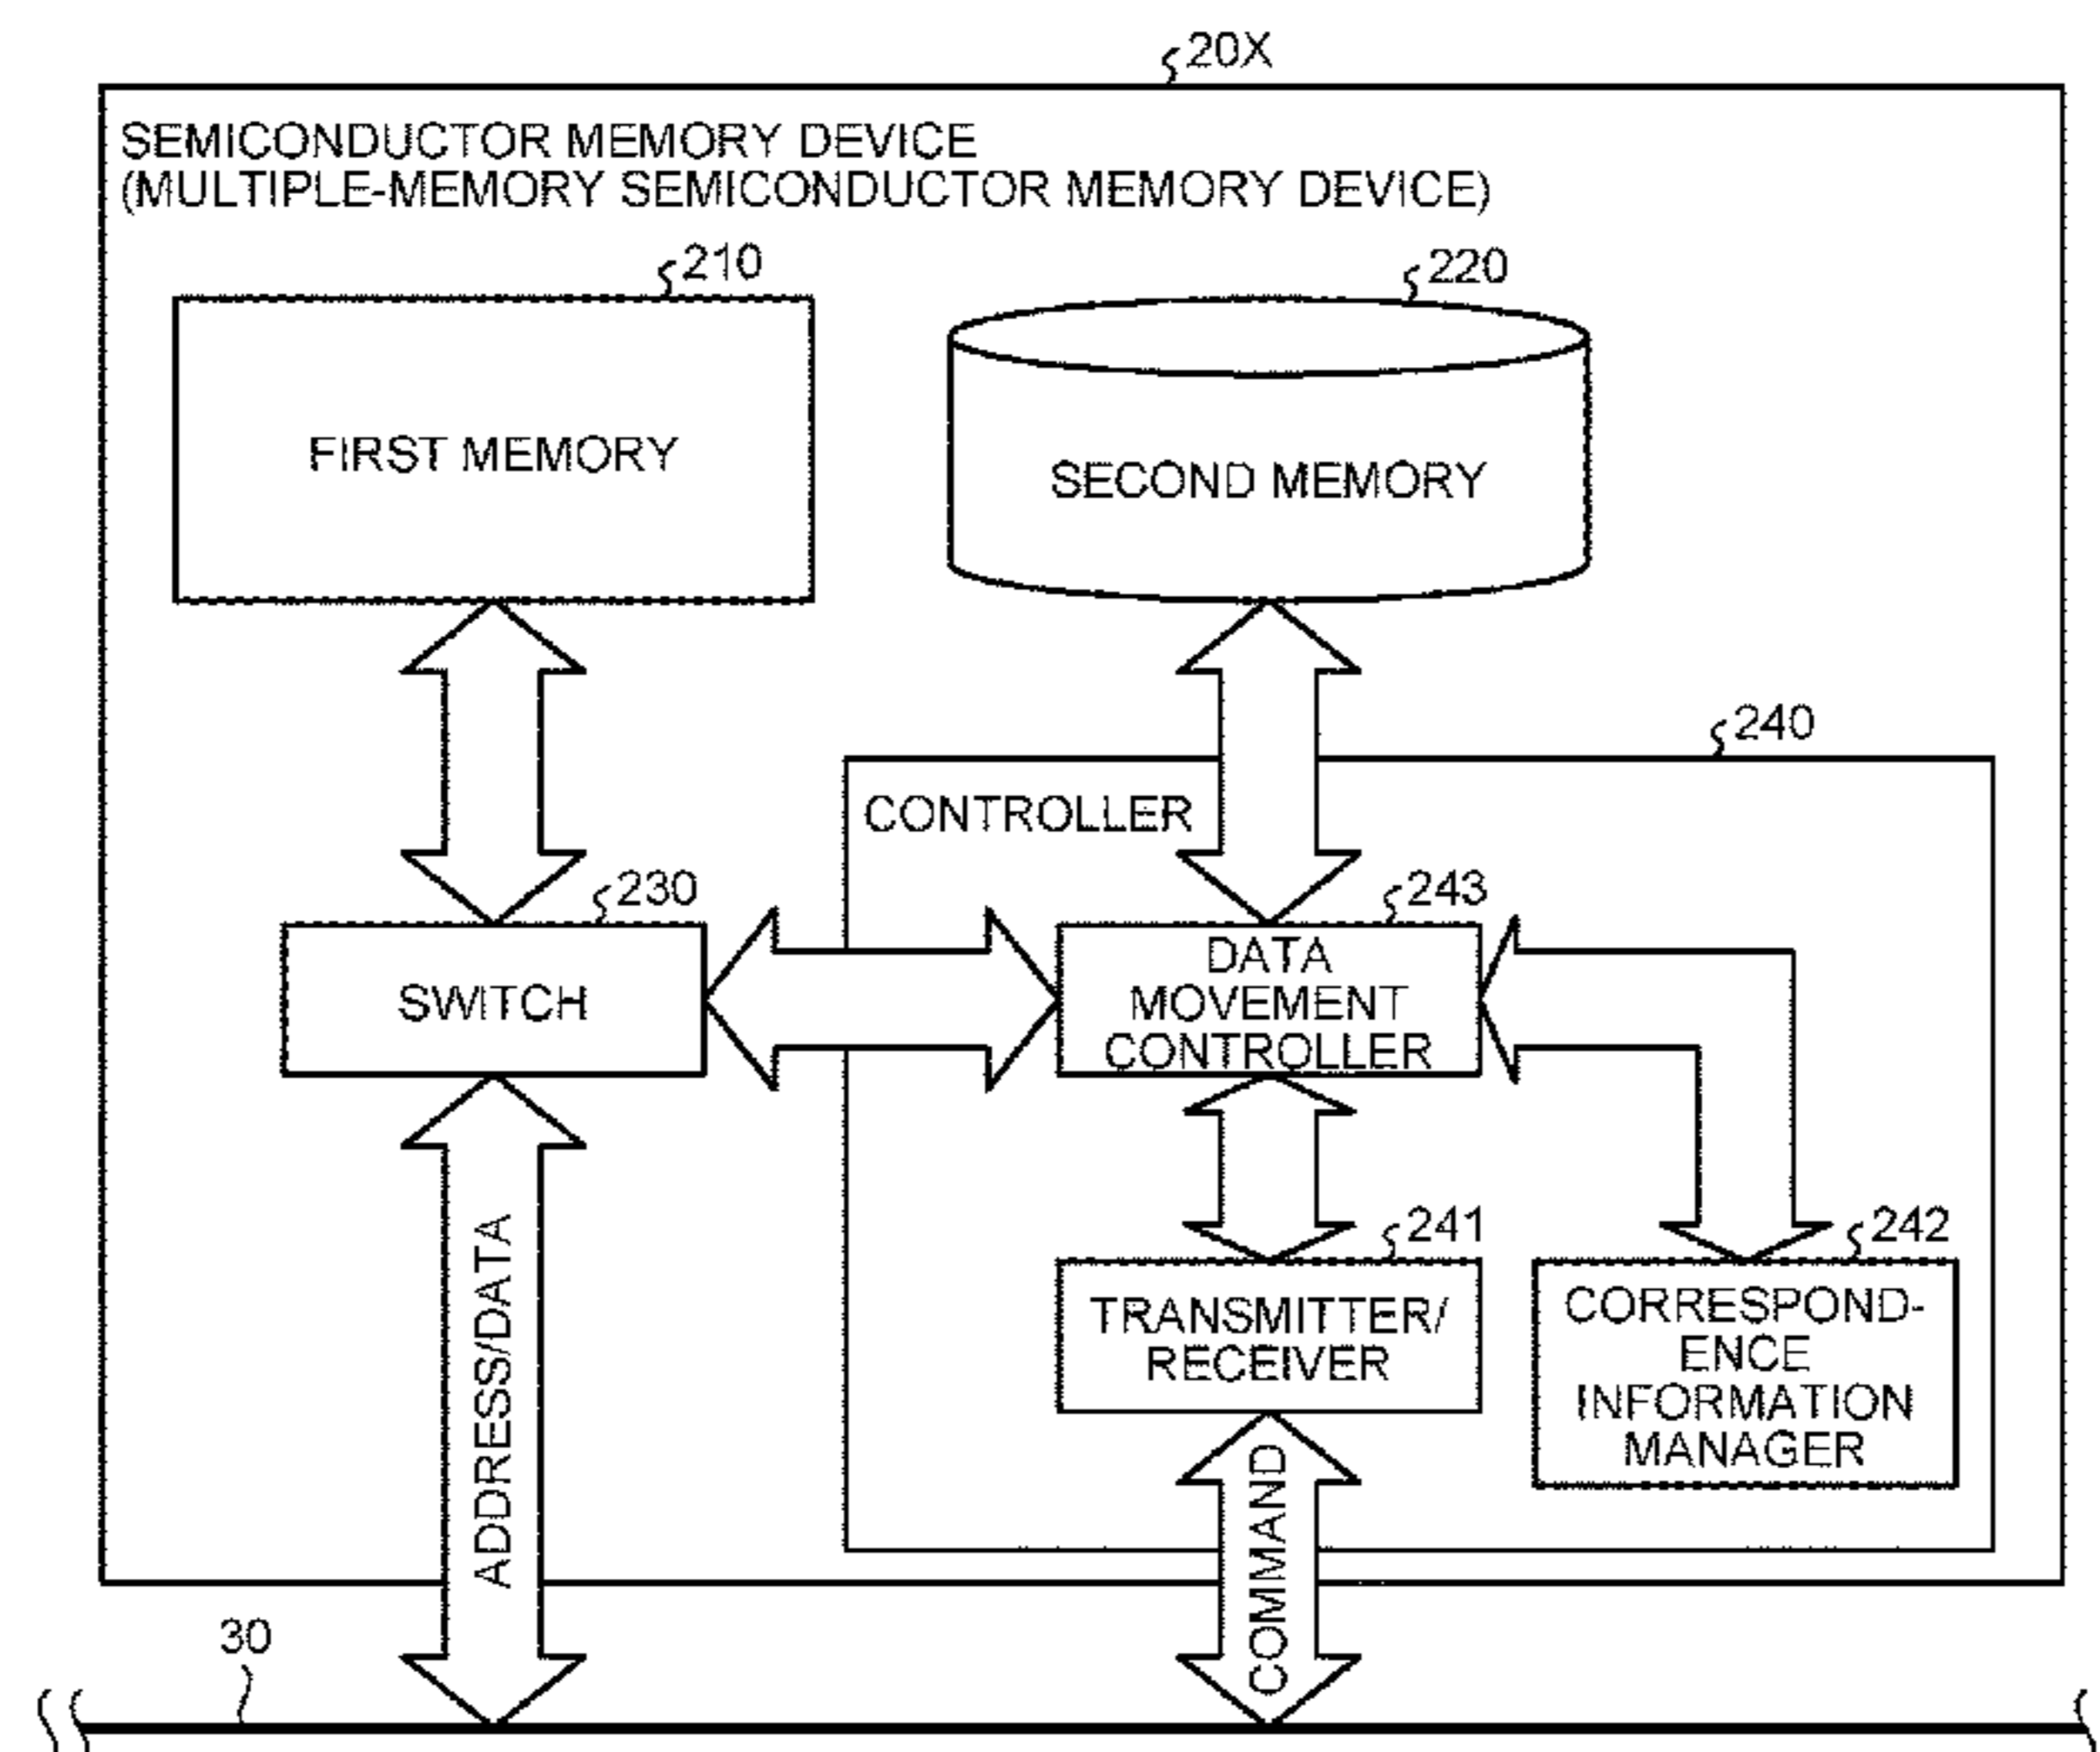 20X
SEMICONDUCTOR MEMORY DEVICE
(MULTIPLE-MEMORY SEMICONDUCTOR MEMORY DEVICE)
210
220
FIRST MEMORY
SECOND MEMORY
240
CONTROLLER
230
243
SWITCH
DATA
MOVEMENT
CONTROLLER
241
242
TRANSMITTER/
RECEIVER
CORRESPOND-
ENCE
INFORMATION
MANAGER
ADDRESS/DATA
COMMAND
30